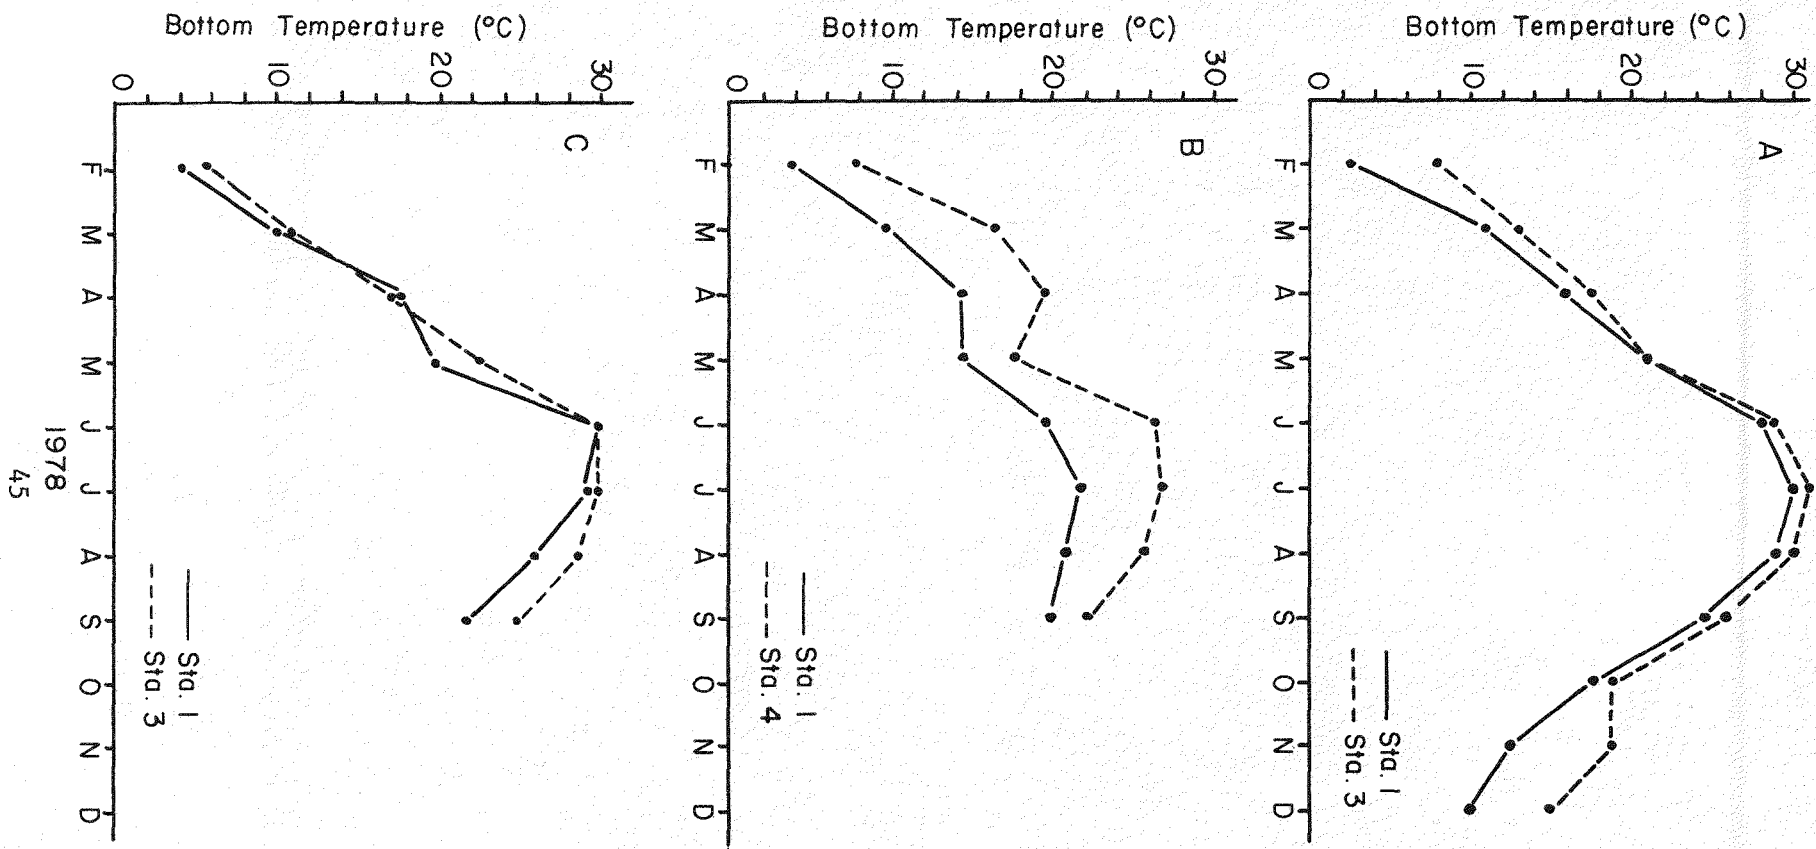 A
Bottom Temperature (°C)
30
20
10
0
F
M
A
M
J
J
A
S
O
N
D
Sta. 1
Sta. 3
B
Bottom Temperature (°C)
30
20
10
0
F
M
A
M
J
J
A
S
O
N
D
Sta. 1
Sta. 4
C
Bottom Temperature (°C)
30
20
10
0
F
M
A
M
J
J
A
S
O
N
D
Sta. 1
Sta. 3
1978
45